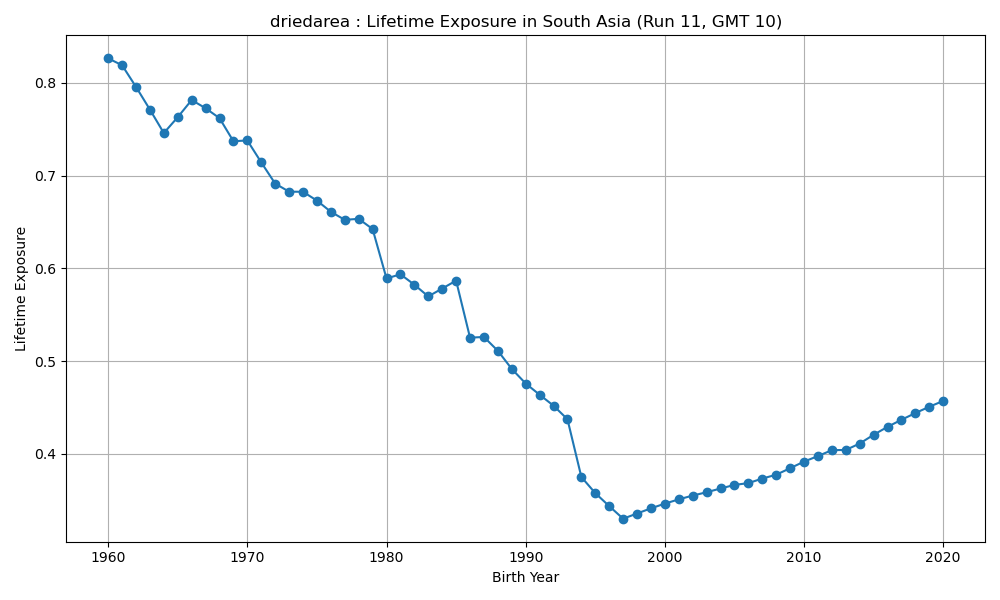 driedarea : Lifetime Exposure in South Asia (Run 11, GMT 10)
Lifetime Exposure
0.8
0.7
0.6
0.5
0.4
1960 1970 1980 1990 2000 2010 2020
Birth Year